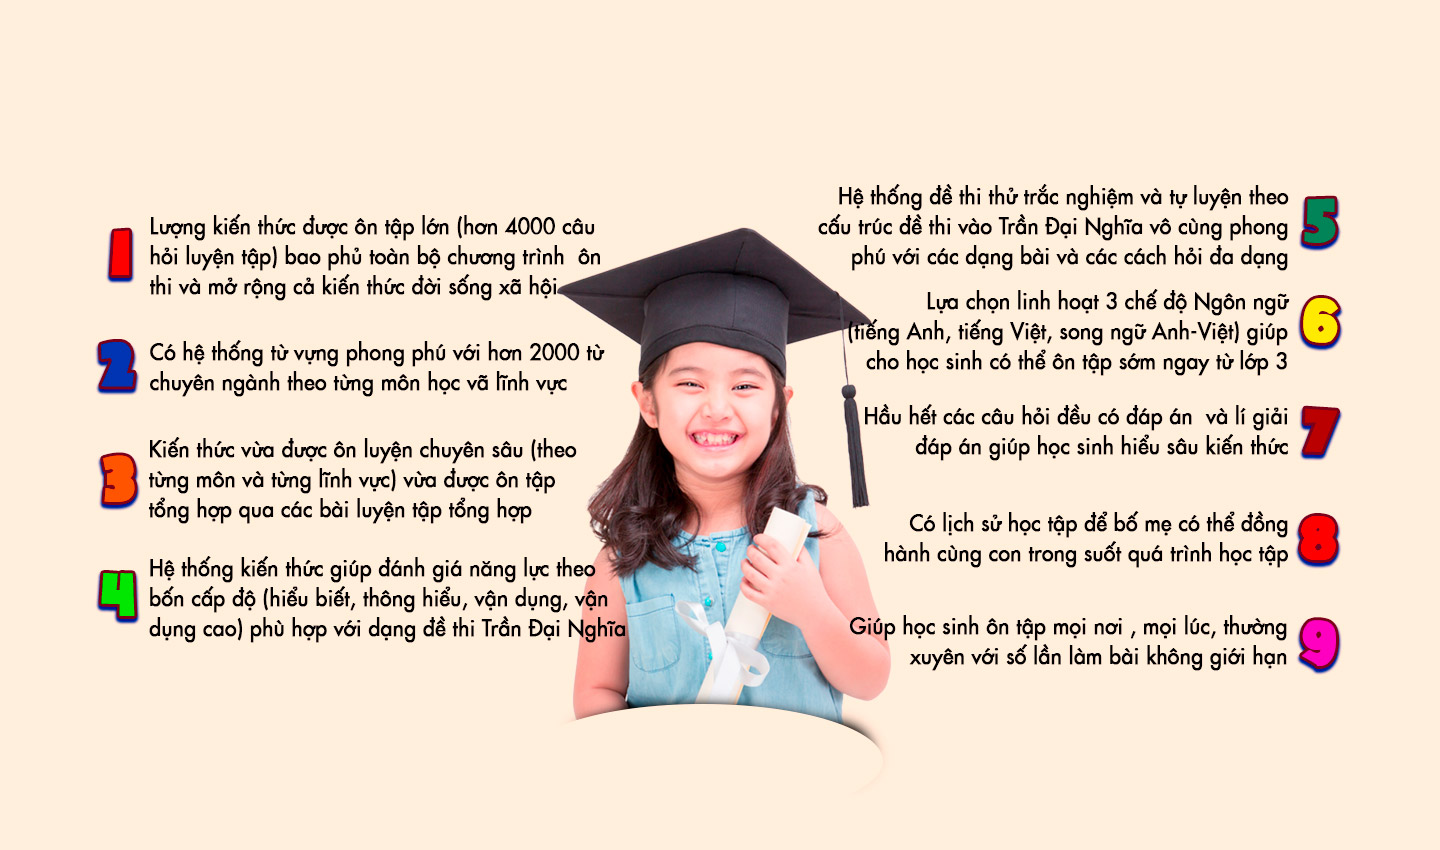 1
Lượng kiến thức được ôn tập lớn (hơn 4000 câu
hỏi luyện tập) bao phủ toàn bộ chương trình ôn
thi và mở rộng cả kiến thức đời sống xã hội.
2
Có hệ thống từ vựng phong phú với hơn 2000 từ
chuyên ngành theo từng môn học vã lĩnh vực
3
Kiến thức vừa được ôn luyện chuyên sâu (theo
từng môn và từng lĩnh vực) vừa được ôn tập
tổng hợp qua các bài luyện tập tổng hợp
4
Hệ thống kiến thức giúp đánh giá năng lực theo
bốn cấp độ (hiểu biết, thông hiểu, vận dụng, vận
dụng cao) phù hợp với dạng đề thi Trần Đại Nghĩa
5
Hệ thống đề thi thử trắc nghiệm và tự luyện theo
cấu trúc đề thi vào Trần Đại Nghĩa vô cùng phong
phú với các dạng bài và các cách hỏi đa dạng
6
Lựa chọn linh hoạt 3 chế độ Ngôn ngữ
(tiếng Anh, tiếng Việt, song ngữ Anh-Việt) giúp
cho học sinh có thể ôn tập sớm ngay từ lớp 3
7
Hầu hết các câu hỏi đều có đáp án và lí giải
đáp án giúp học sinh hiểu sâu kiến thức
8
Có lịch sử học tập để bố mẹ có thể đồng
hành cùng con trong suốt quá trình học tập
9
Giúp học sinh ôn tập mọi nơi , mọi lúc, thường
xuyên với số lần làm bài không giới hạn